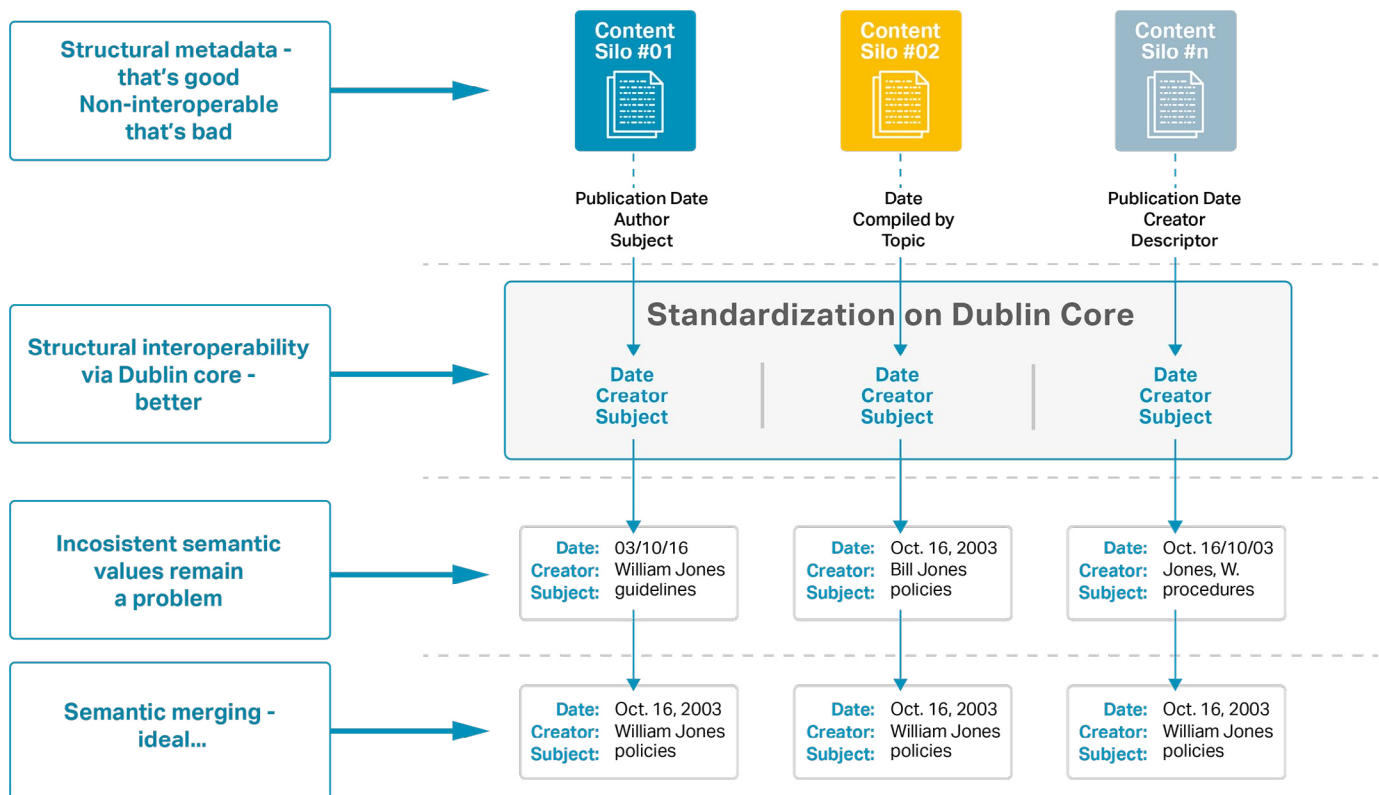 Structural metadata -
that's good
Non-interoperable
that's bad
Content
Silo #01
Content
Silo #02
Content
Silo #n
Publication Date
Author
Subject
Date
Compiled by
Topic
Publication Date
Creator
Descriptor
Structural interoperability
via Dublin core -
better
Standardization on Dublin Core
Date
Creator
Subject
Date
Creator
Subject
Date
Creator
Subject
Incosistent semantic
values remain
a problem
Date: 03/10/16
Creator: William Jones
Subject: guidelines
Date: Oct. 16, 2003
Creator: Bill Jones
Subject: policies
Date: Oct. 16/10/03
Creator: Jones, W.
Subject: procedures
Semantic merging -
ideal...
Date: Oct. 16, 2003
Creator: William Jones
Subject: policies
Date: Oct. 16, 2003
Creator: William Jones
Subject: policies
Date: Oct. 16, 2003
Creator: William Jones
Subject: policies